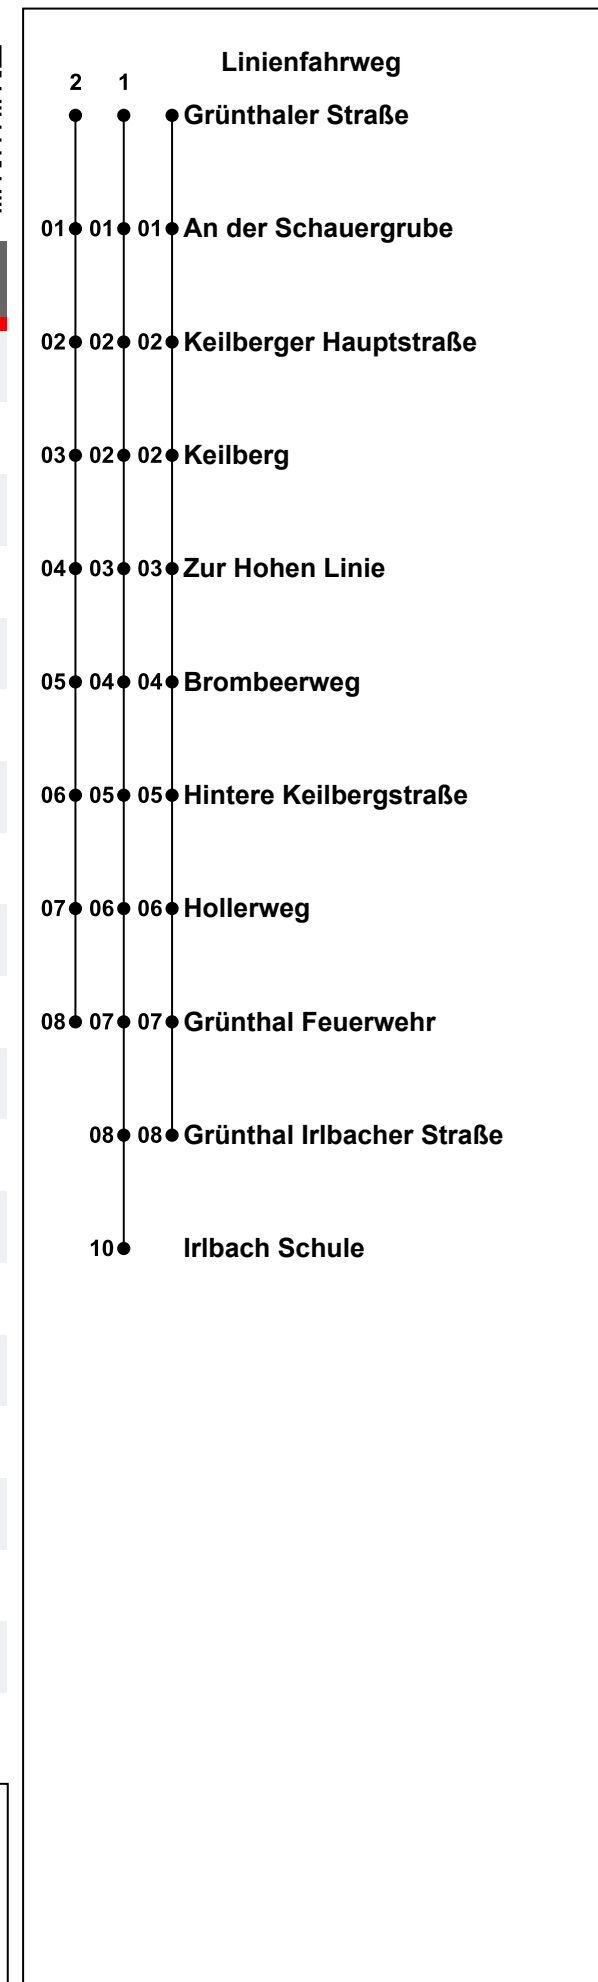 Linienfahrweg
2 1
Grünthaler Straße
01 01 01 An der Schauergrube
02 02 02 Keilberger Hauptstraße
03 02 02 Keilberg
04 03 03 Zur Hohen Linie
05 04 04 Brombeerweg
06 05 05 Hintere Keilbergstraße
07 06 06 Hollerweg
08 07 07 Grünthal Feuerwehr
08 08 Grünthal Irlbacher Straße
10 Irlbach Schule